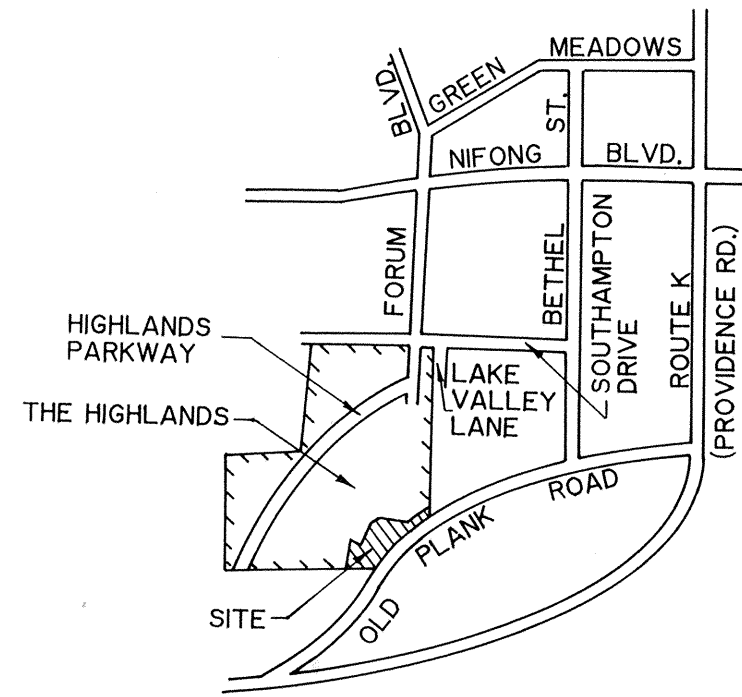 MEADOWS
GREEN
BLVD.
ST.
NIFONG BLVD.
FORUM
BETHEL
SOUTHAMPTON
DRIVE
ROUTE K
(PROVIDENCE RD.)
HIGHLANDS
PARKWAY
LAKE
VALLEY
LANE
THE HIGHLANDS
ROAD
PLANK
OLD
SITE